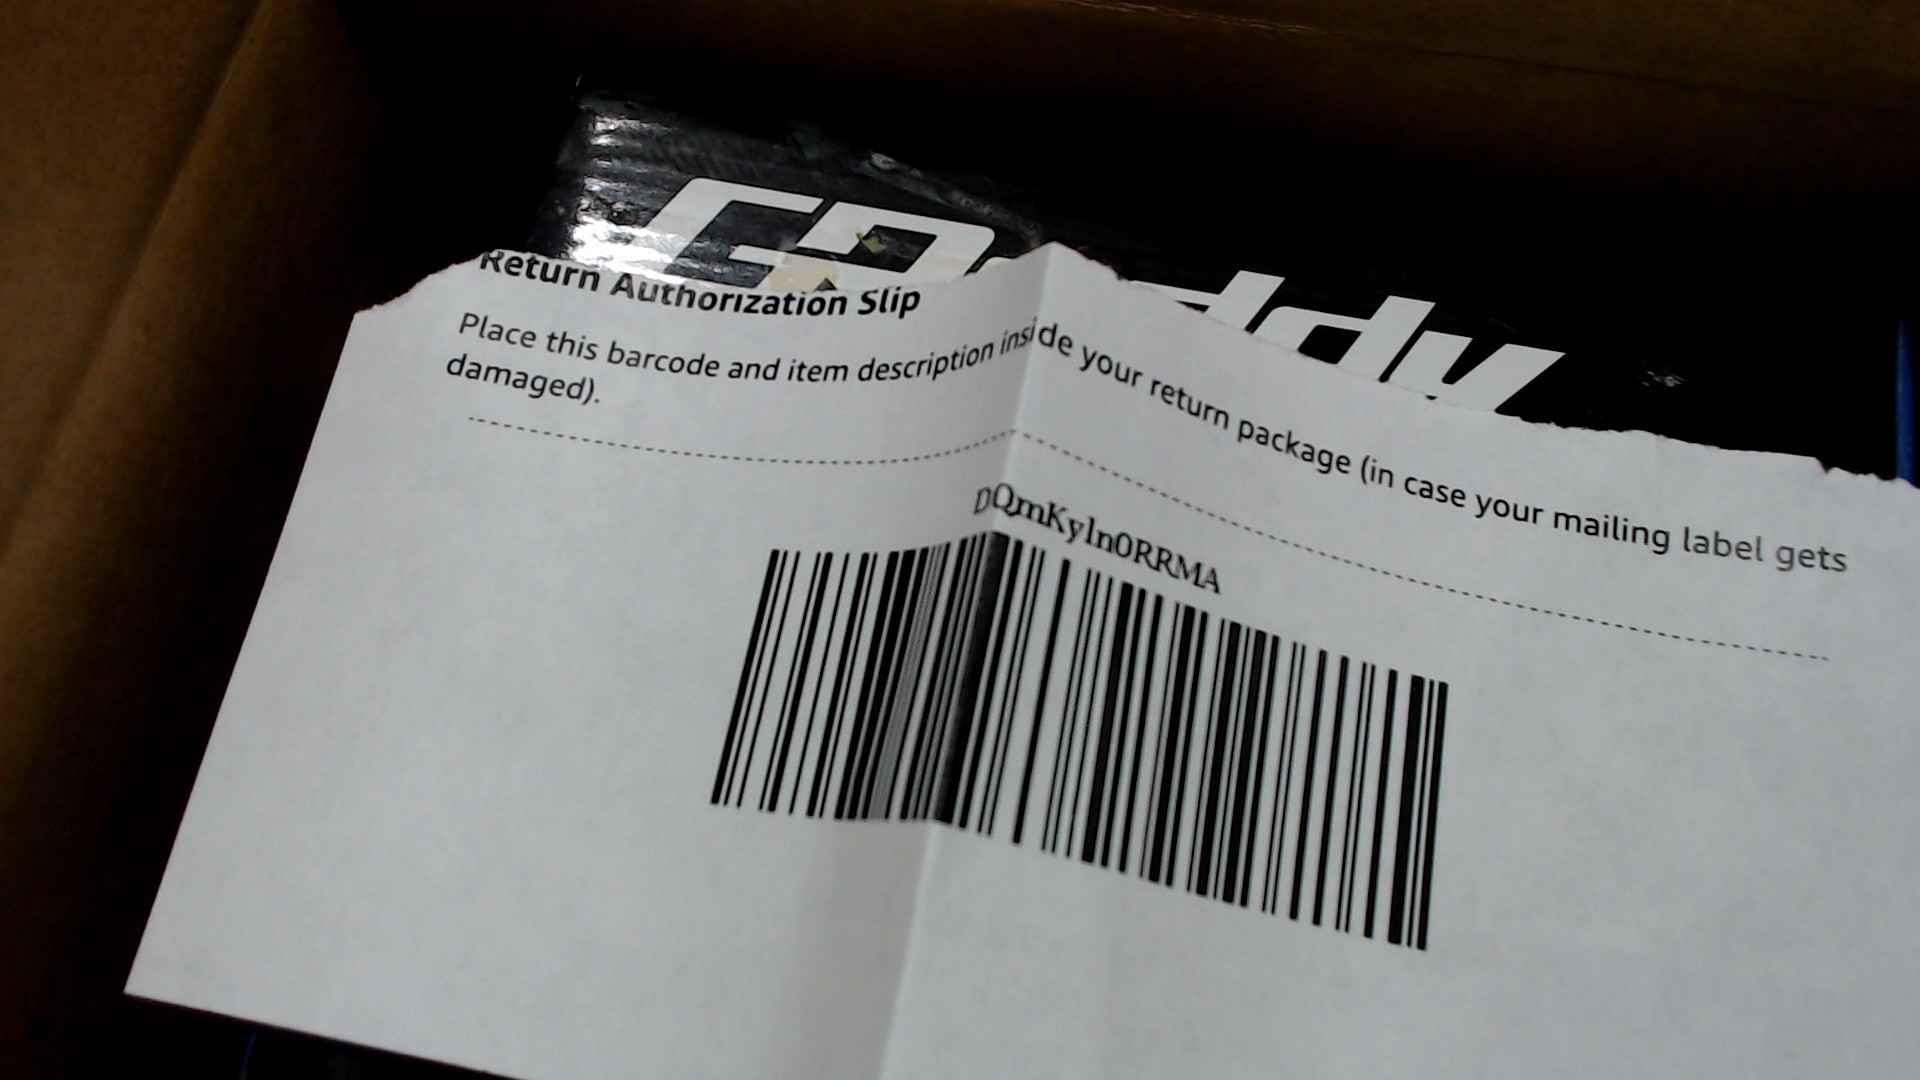 Return Authorization Slip
Place this barcode and item description inside your return package (in case your mailing label gets
damaged).
DQmKyln0RRMA